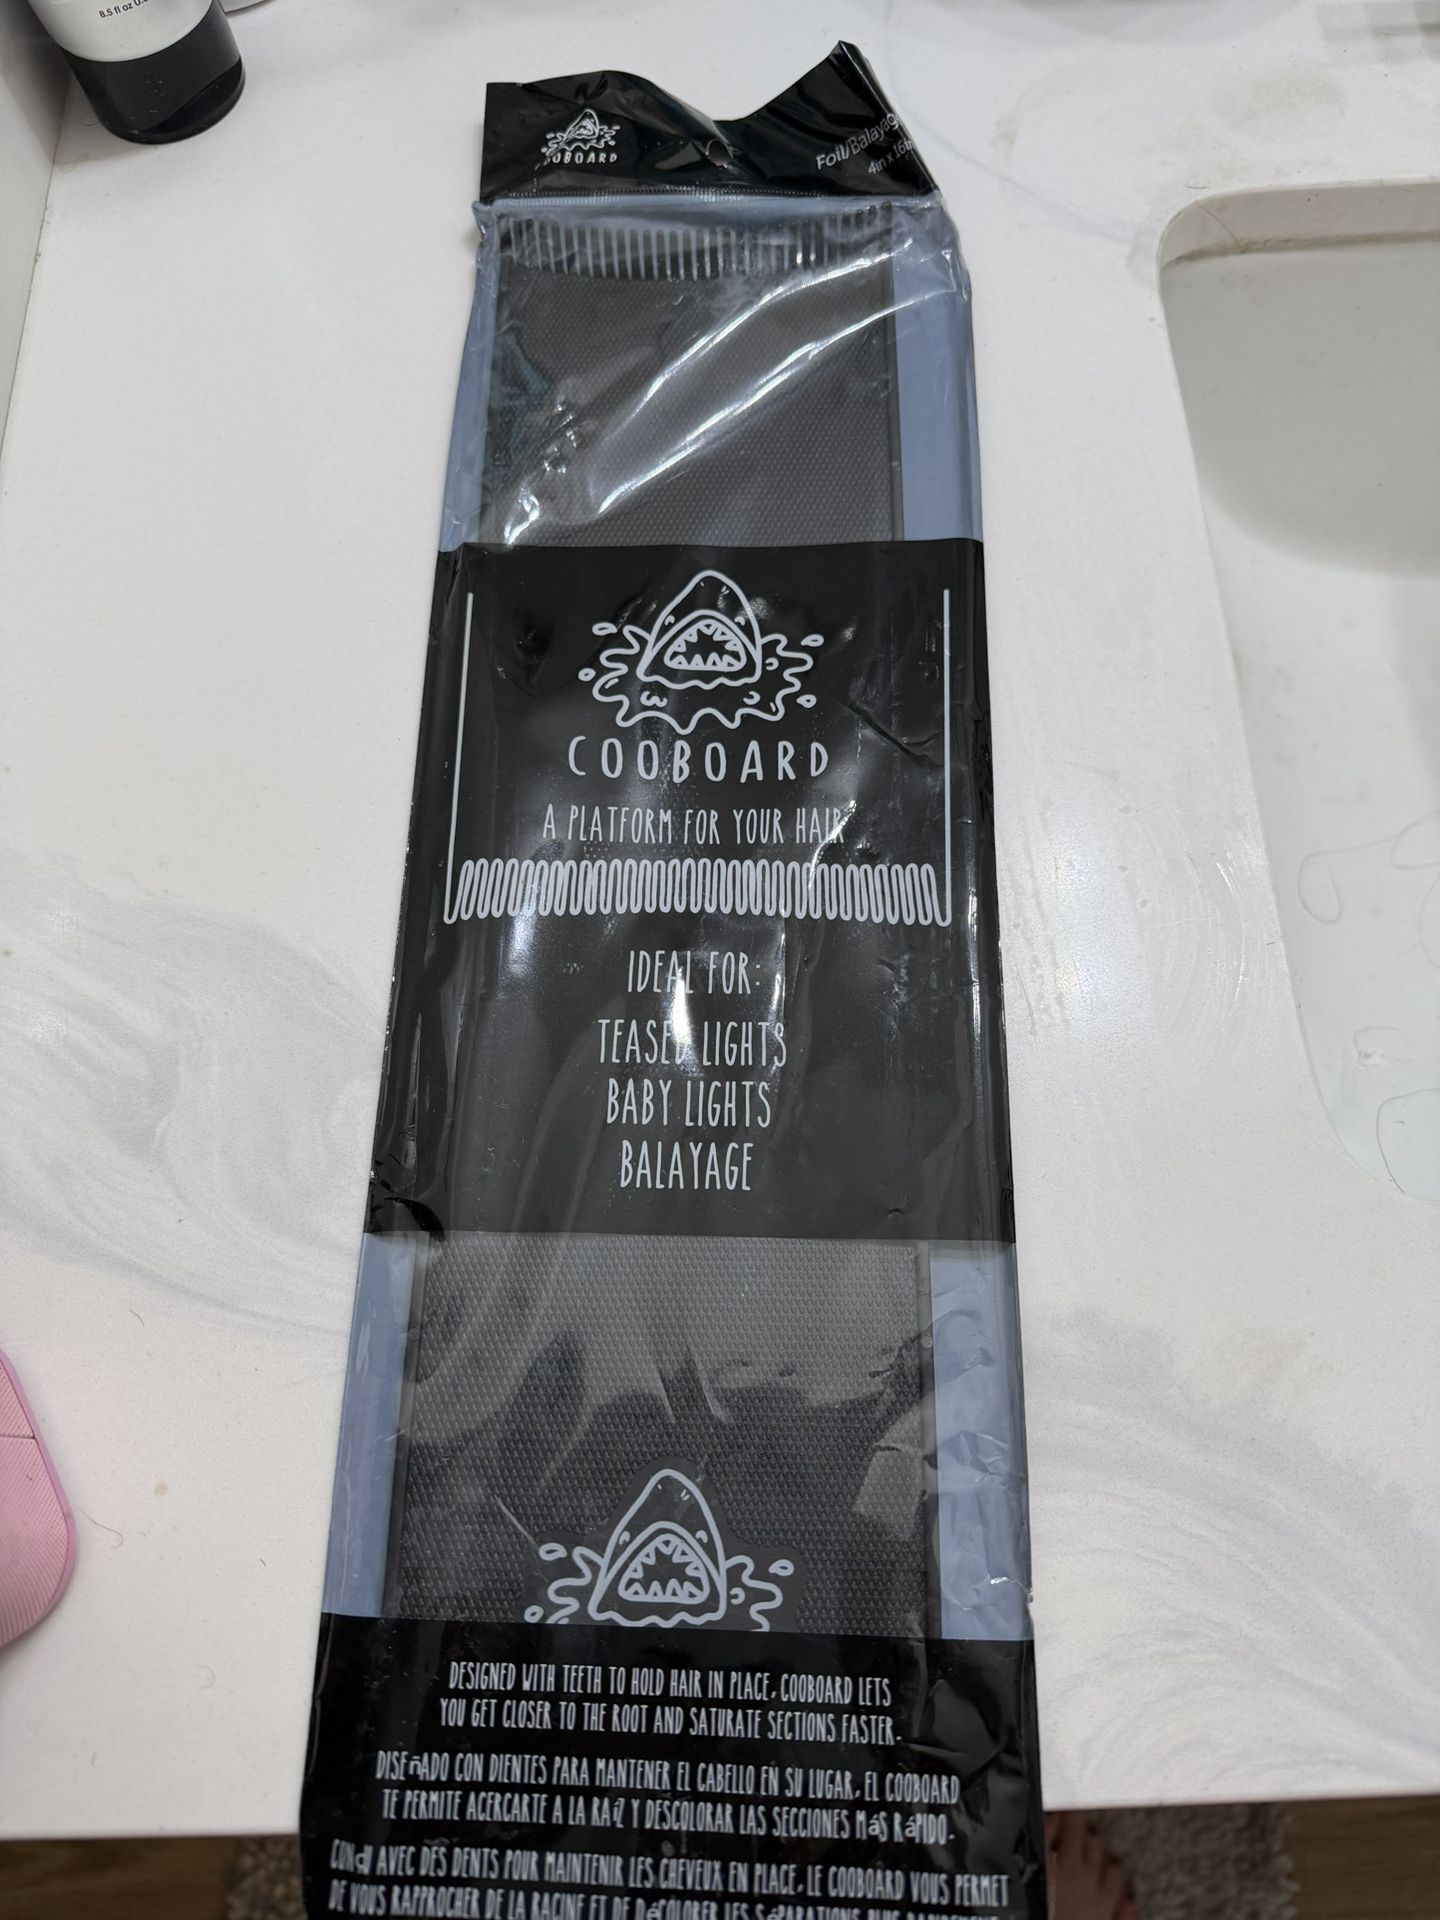 8.5 fl oz U.S
COOBOARD
Foil/Balayage
4in x 16in
COOBOARD
A PLATFORM FOR YOUR HAIR
IDEAL FOR:
TEASED LIGHTS
BABY LIGHTS
BALAYAGE
DESIGNED WITH TEETH TO HOLD HAIR IN PLACE, COOBOARD LETS
YOU GET CLOSER TO THE ROOT AND SATURATE SECTIONS FASTER.
DISEñADO CON DIENTES PARA MANTENER EL CABELLO EN SU LUGAR, EL COOBOARD
TE PERMITE ACERCARTE A LA RAíZ Y DESCOLORAR LAS SECCIONES MáS RáPIDO.
AVEC DES DENTS POUR MAINTENIR LES CHEVEUX EN PLACE, LE COOBOARD VOUS PERMET
DE VOUS RAPPROCHER DE LA RACINE ET DE DéCOLORER LES SéPARATIONS PLUS RAPIDEMENT